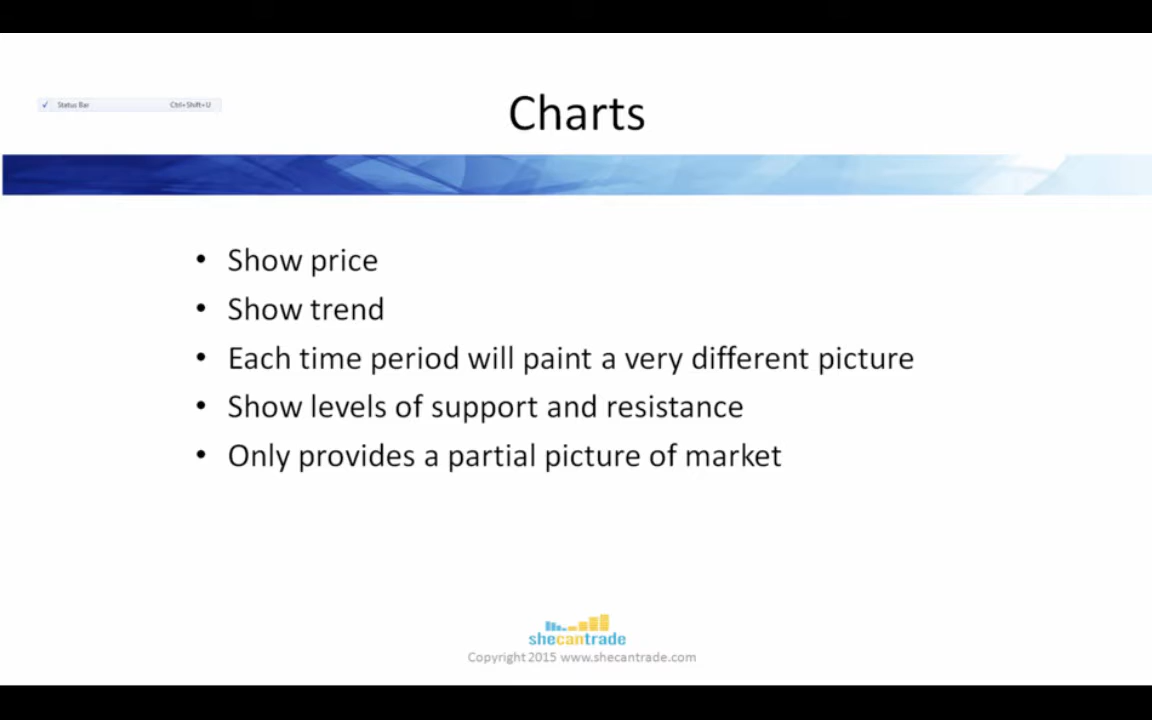 Status Bar Ctrl+Shift+U
Charts
• Show price
• Show trend
• Each time period will paint a very different picture
• Show levels of support and resistance
• Only provides a partial picture of market
shecantrade
Copyright 2015 www.shecantrade.com